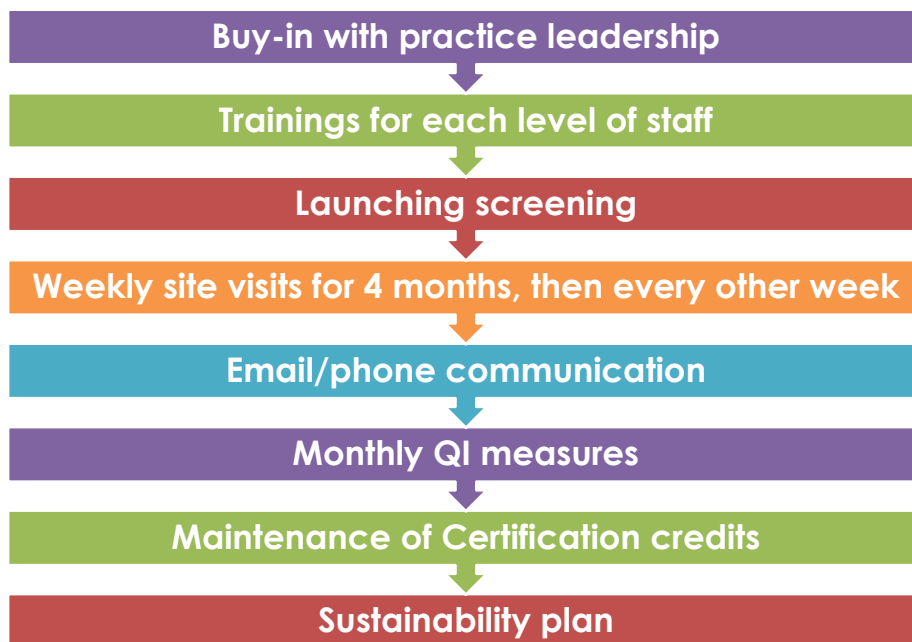 Buy-in with practice leadership
Trainings for each level of staff
Launching screening
Weekly site visits for 4 months, then every other week
Email/phone communication
Monthly QI measures
Maintenance of Certification credits
Sustainability plan